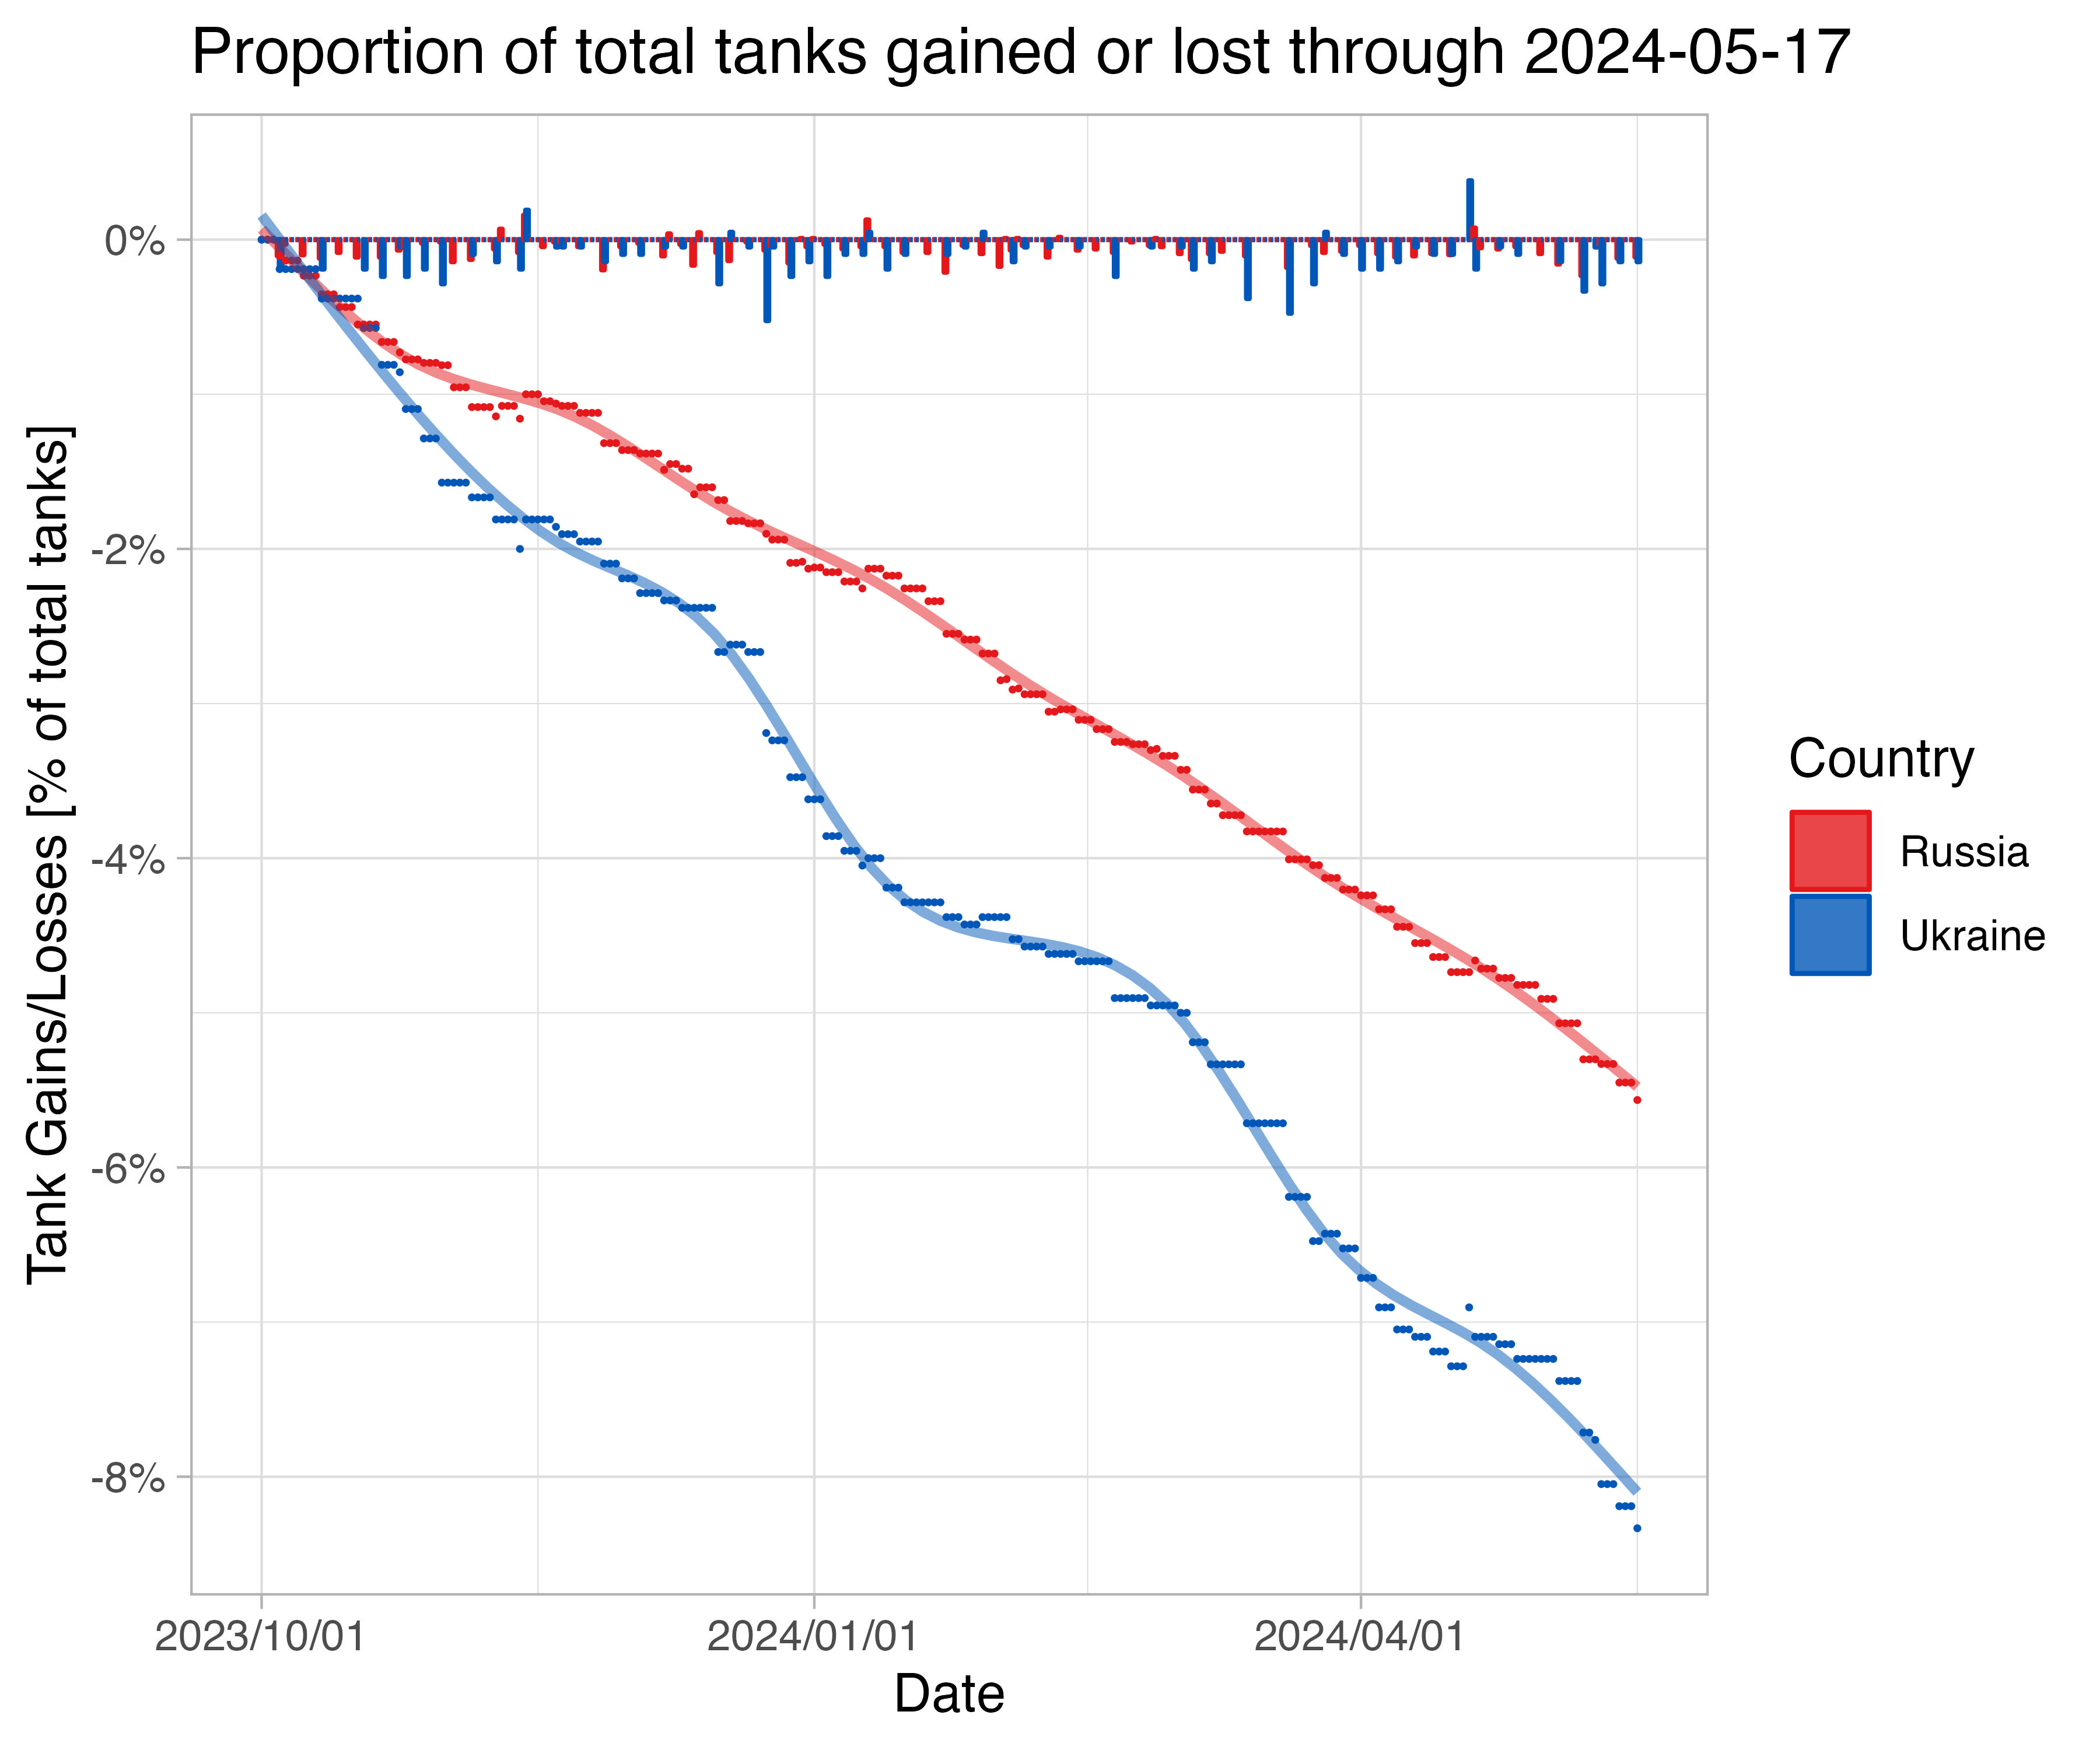 Proportion of total tanks gained or lost through 2024-05-17
Tank Gains/Losses [% of total tanks]
0%
-2%
-4%
-6%
-8%
2023/10/01
2024/01/01
2024/04/01
Date
Country
Russia
Ukraine